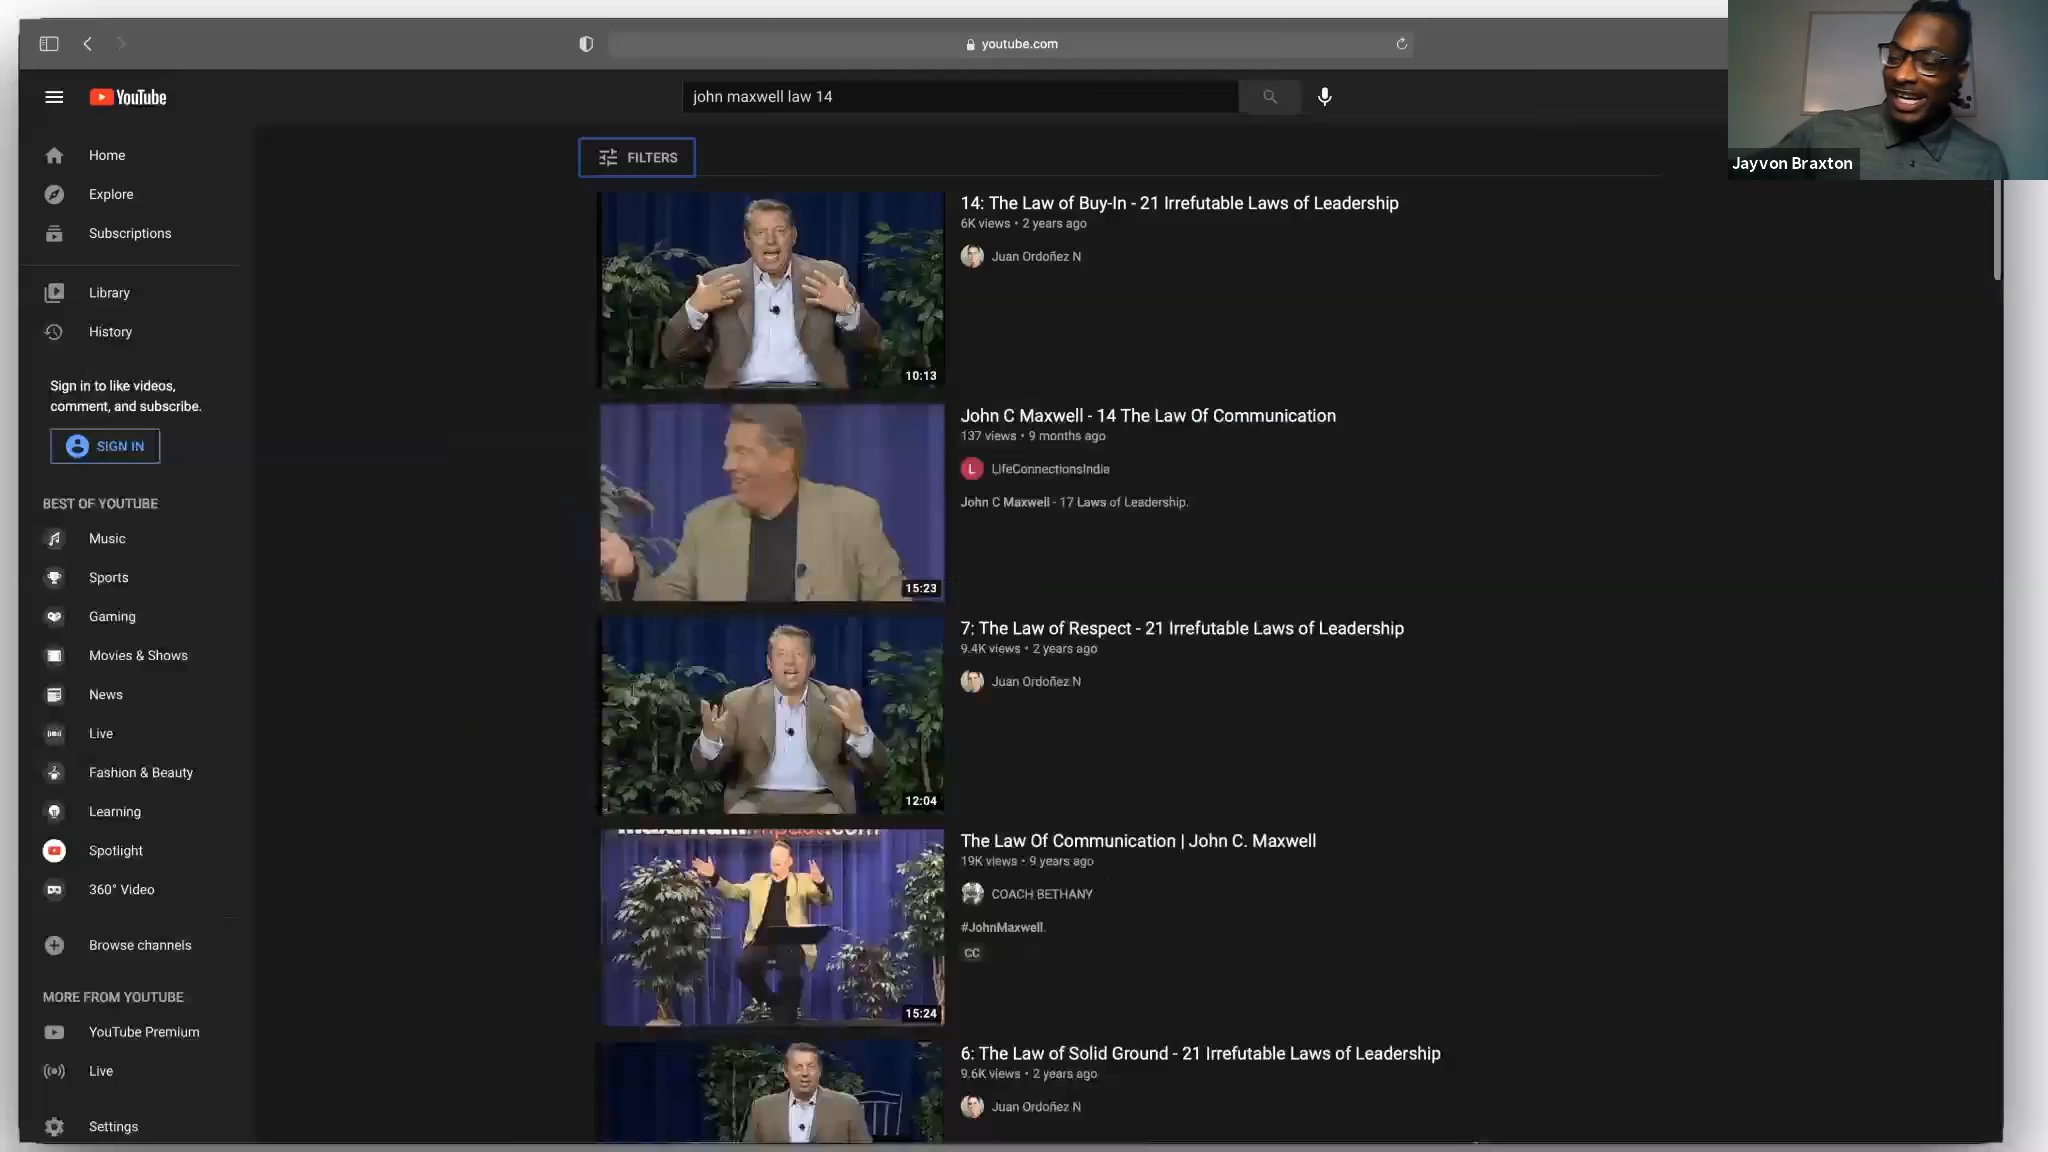 youtube.com
YouTube
john maxwell law 14
Jayvon Braxton
Home
Explore
Subscriptions
Library
History
Sign in to like videos,
comment, and subscribe.
SIGN IN
BEST OF YOUTUBE
Music
Sports
Gaming
Movies & Shows
News
Live
Fashion & Beauty
Learning
Spotlight
360° Video
Browse channels
MORE FROM YOUTUBE
YouTube Premium
Live
Settings
FILTERS
10:13
14: The Law of Buy-In - 21 Irrefutable Laws of Leadership
6K views • 2 years ago
Juan Ordoñez N
15:23
John C Maxwell - 14 The Law Of Communication
137 views • 9 months ago
L
LifeConnectionsIndia
John C Maxwell - 17 Laws of Leadership.
12:04
7: The Law of Respect - 21 Irrefutable Laws of Leadership
9.4K views • 2 years ago
Juan Ordoñez N
15:24
The Law Of Communication | John C. Maxwell
19K views • 9 years ago
COACH BETHANY
#JohnMaxwell.
CC
6: The Law of Solid Ground - 21 Irrefutable Laws of Leadership
9.6K views • 2 years ago
Juan Ordoñez N